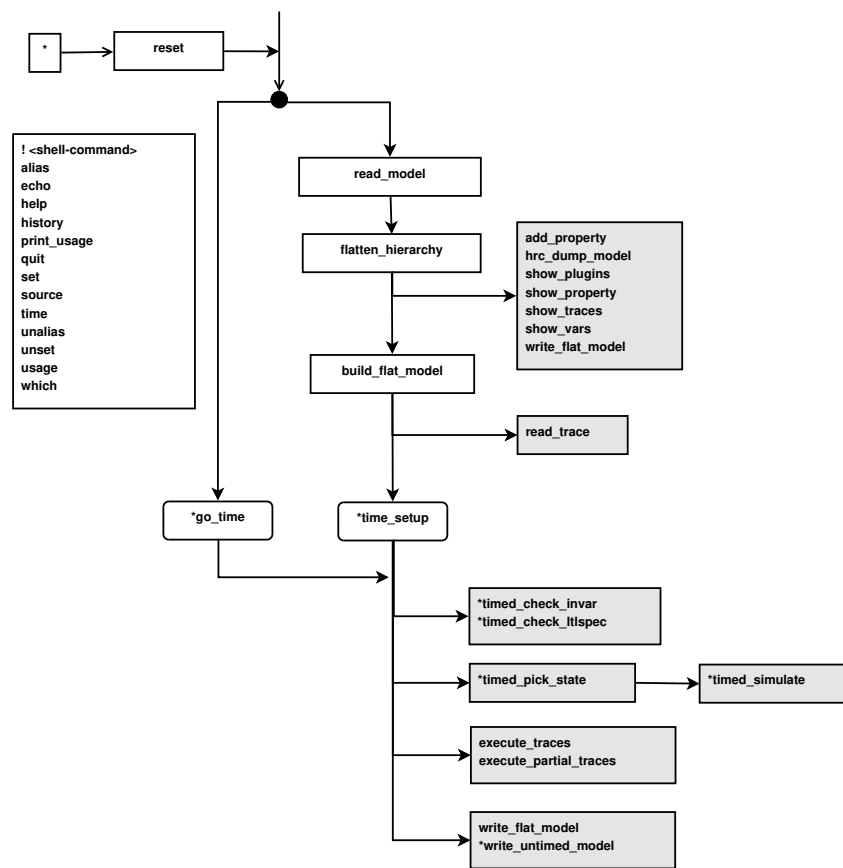 *
reset
! <shell-command>
alias
echo
help
history
print_usage
quit
set
source
time
unalias
unset
usage
which
read_model
flatten_hierarchy
add_property
hrc_dump_model
show_plugins
show_property
show_traces
show_vars
write_flat_model
build_flat_model
read_trace
*go_time
*time_setup
*timed_check_invar
*timed_check_ltlspec
*timed_pick_state
*timed_simulate
execute_traces
execute_partial_traces
write_flat_model
*write_untimed_model